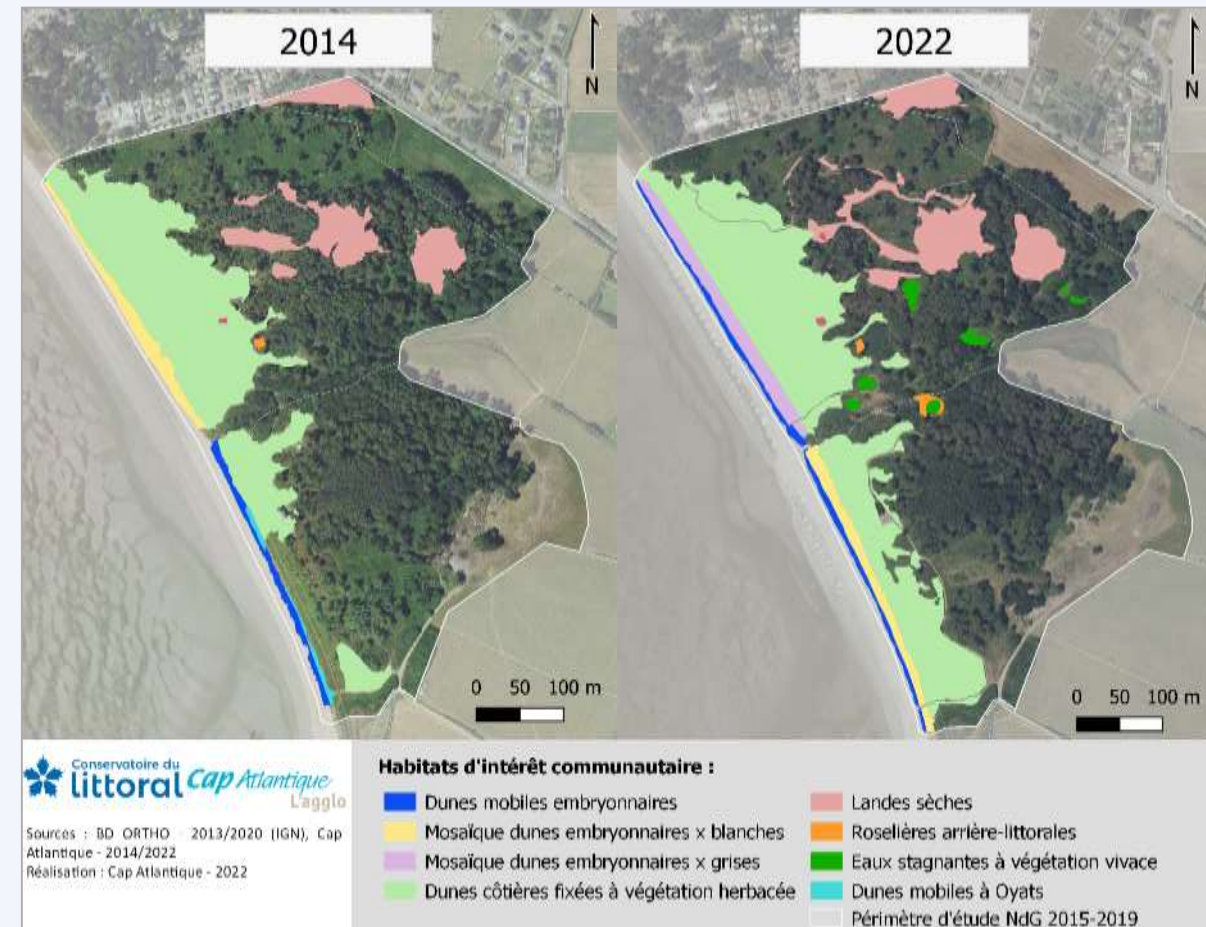 2014
N
0 50 100 m
2022
N
0 50 100 m
Conservatoire du
littoral
Cap Atlantique
L'agglo
Sources : BD ORTHO 2013/2020 (IGN), Cap
Atlantique - 2014/2022
Réalisation : Cap Atlantique - 2022
Habitats d'intérêt communautaire :
Dunes mobiles embryonnaires
Mosaïque dunes embryonnaires x blanches
Mosaïque dunes embryonnaires x grises
Dunes côtières fixées à végétation herbacée
Landes sèches
Roselières arrière-littorales
Eaux stagnantes à végétation vivace
Dunes mobiles à Oyats
Périmètre d'étude NdG 2015-2019